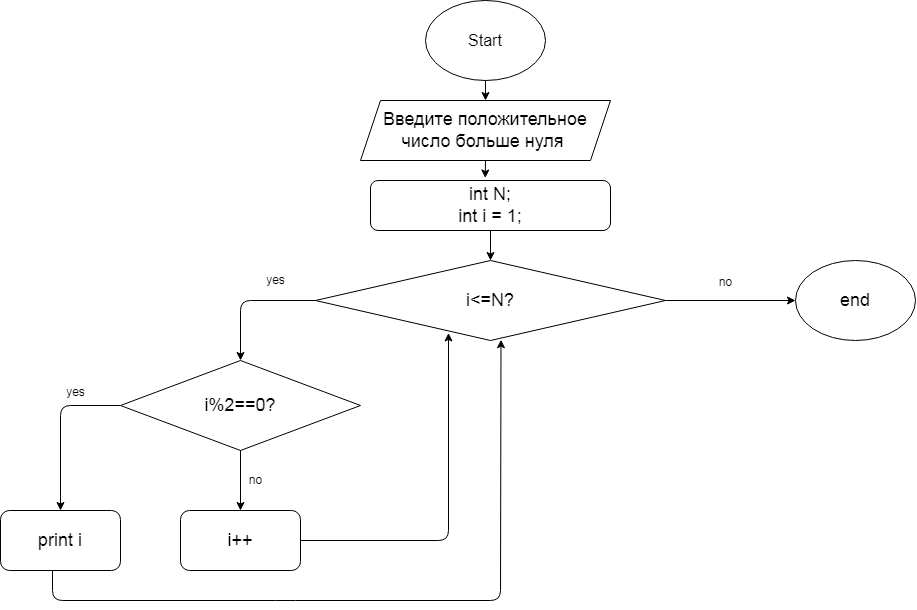 Start
Введите положительное
число больше нуля
int N;
int i = 1;
yes
i<=N?
no
end
yes
i%2==0?
no
print i
i++